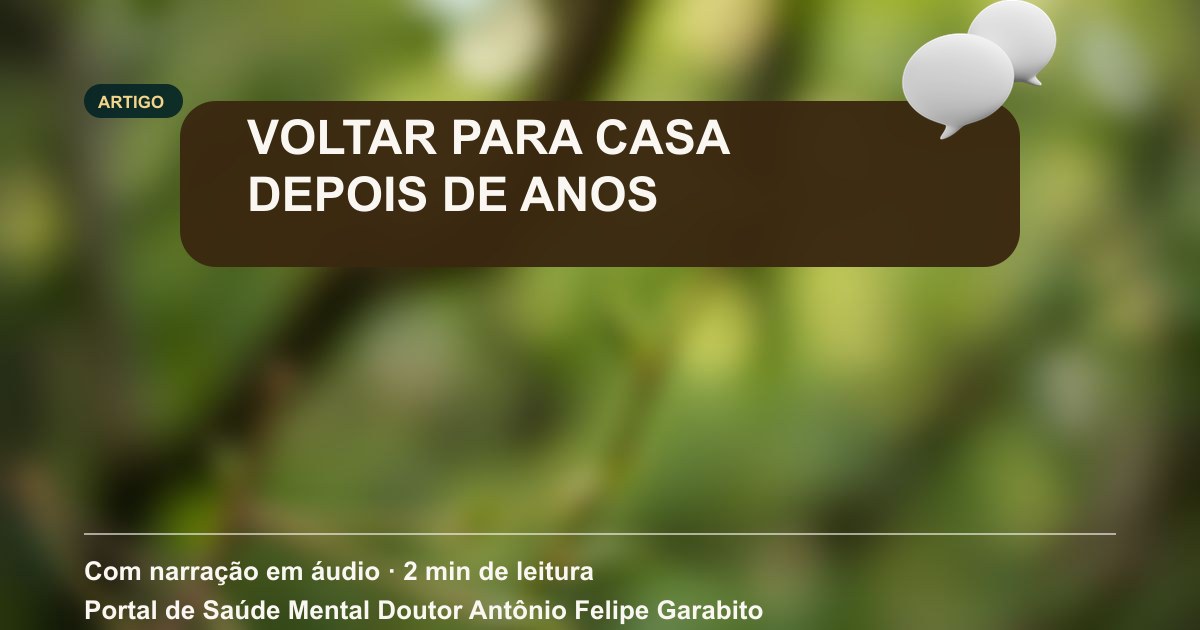 ARTIGO
VOLTAR PARA CASA
DEPOIS DE ANOS
Com narração em áudio · 2 min de leitura
Portal de Saúde Mental Doutor Antônio Felipe Garabito